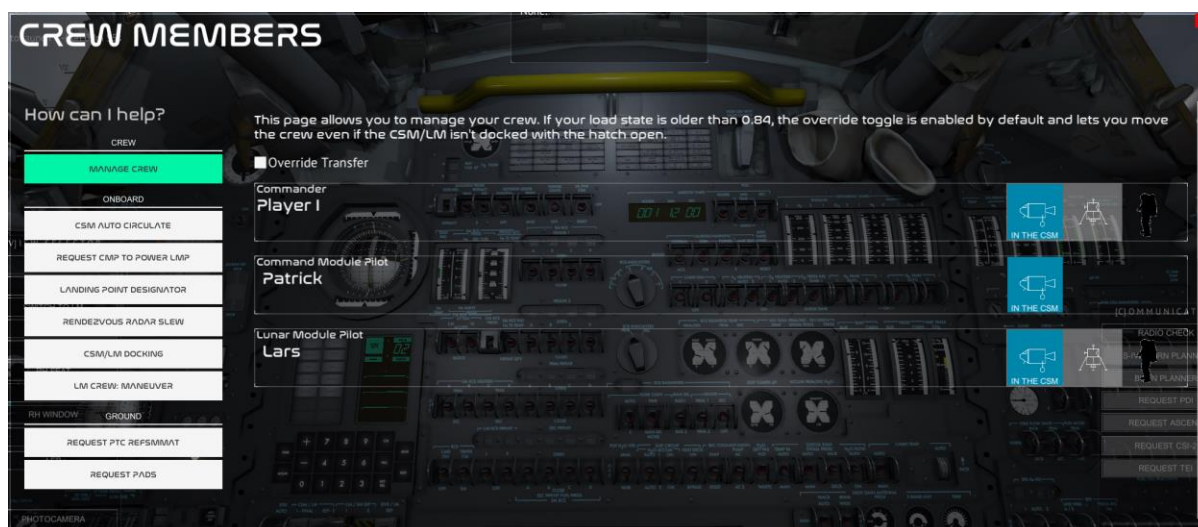 None.
CREW MEMBERS
How can I help?
CREW
MANAGE CREW
ONBOARD
CSM AUTO CIRCULATE
REQUEST CMP TO POWER LMP
LANDING POINT DESIGNATOR
RENDEZVOUS RADAR SLEW
CSM/LM DOCKING
LM CREW: MANEUVER
RH WINDOW
GROUND
REQUEST PTC REFSMMAT
REQUEST PADS
PHOTOCAMERA
This page allows you to manage your crew. If your load state is older than 0.84, the override toggle is enabled by default and lets you move
the crew even if the CSM/LM isn't docked with the hatch open.
Override Transfer
Commander
Player 1
IN THE CSM
Command Module Pilot
Patrick
IN THE CSM
Lunar Module Pilot
Lars
IN THE CSM
RADIO CHECK
REQUEST PDI
REQUEST CSI-2
REQUEST TEI